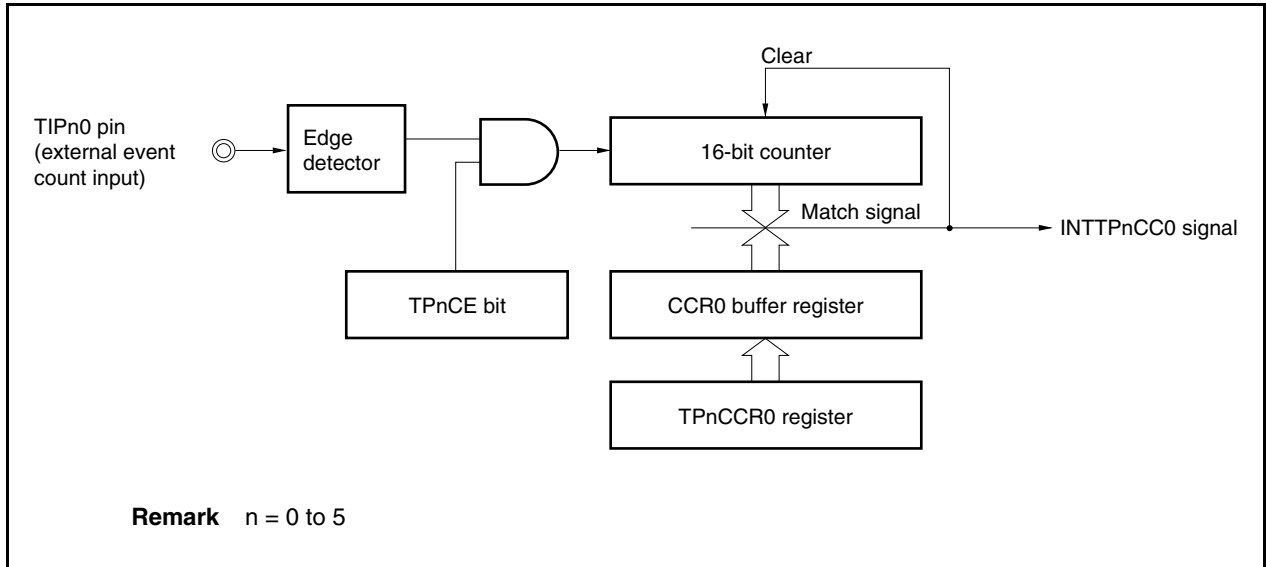 Clear
TIPn0 pin
(external event
count input)
Edge
detector
16-bit counter
Match signal
INTTPnCC0 signal
TPnCE bit
CCR0 buffer register
TPnCCR0 register
Remark n = 0 to 5